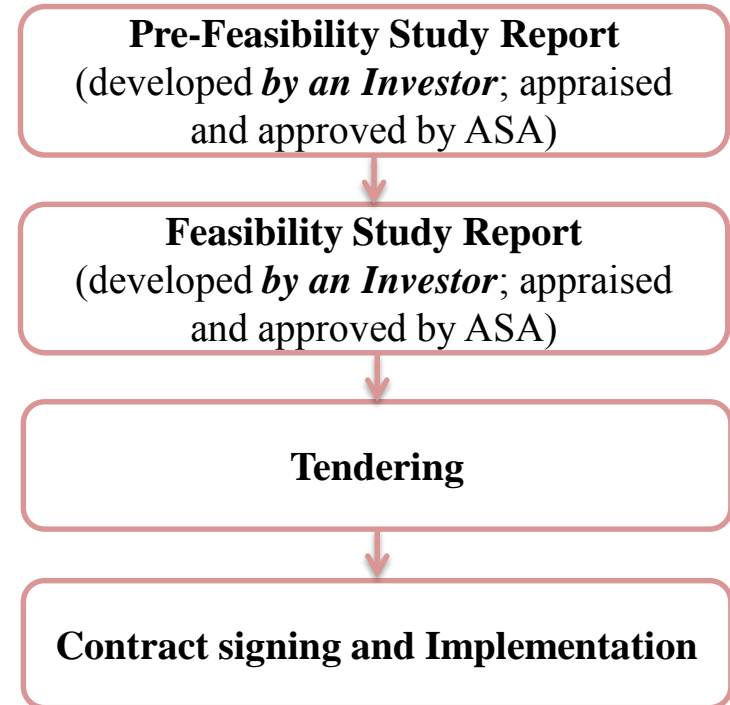 Pre-Feasibility Study Report
(developed by an Investor; appraised
and approved by ASA)
Feasibility Study Report
(developed by an Investor; appraised
and approved by ASA)
Tendering
Contract signing and Implementation